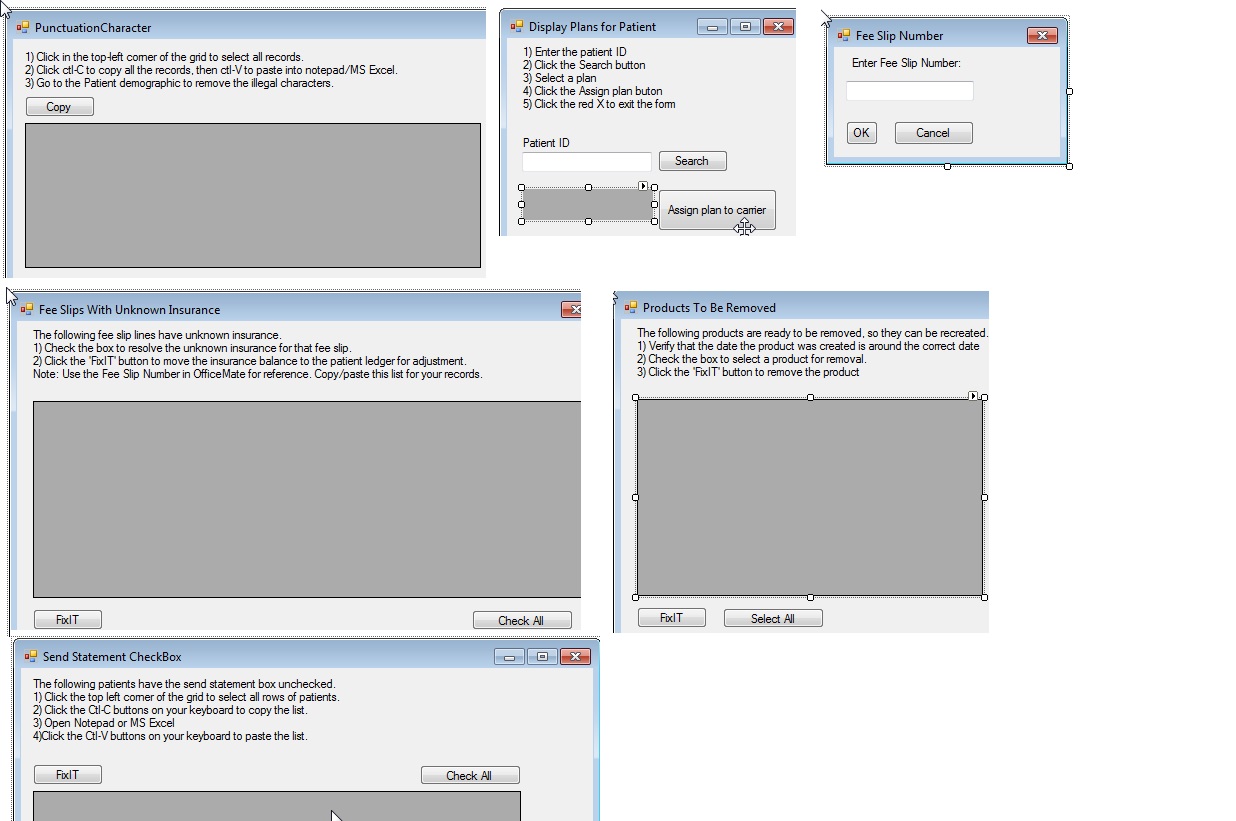 PunctuationCharacter
1) Click in the top-left corner of the grid to select all records.
2) Click ctl-C to copy all the records, then ctl-V to paste into notepad/MS Excel.
3) Go to the Patient demographic to remove the illegal characters.
Copy
Display Plans for Patient
1) Enter the patient ID
2) Click the Search button
3) Select a plan
4) Click the Assign plan buton
5) Click the red X to exit the form
Patient ID
Search
Assign plan to carrier
Fee Slip Number
Enter Fee Slip Number:
OK
Cancel
Fee Slips With Unknown Insurance
The following fee slip lines have unknown insurance.
1) Check the box to resolve the unknown insurance for that fee slip.
2) Click the 'FixIT' button to move the insurance balance to the patient ledger for adjustment.
Note: Use the Fee Slip Number in OfficeMate for reference. Copy/paste this list for your records.
FixIT
Check All
Products To Be Removed
The following products are ready to be removed, so they can be recreated.
1) Verify that the date the product was created is around the correct date
2) Check the box to select a product for removal.
3) Click the 'FixIT' button to remove the product
FixIT
Select All
Send Statement CheckBox
The following patients have the send statement box unchecked.
1) Click the top left corner of the grid to select all rows of patients.
2) Click the Ctl-C buttons on your keyboard to copy the list.
3) Open Notepad or MS Excel
4)Click the Ctl-V buttons on your keyboard to paste the list.
FixIT
Check All